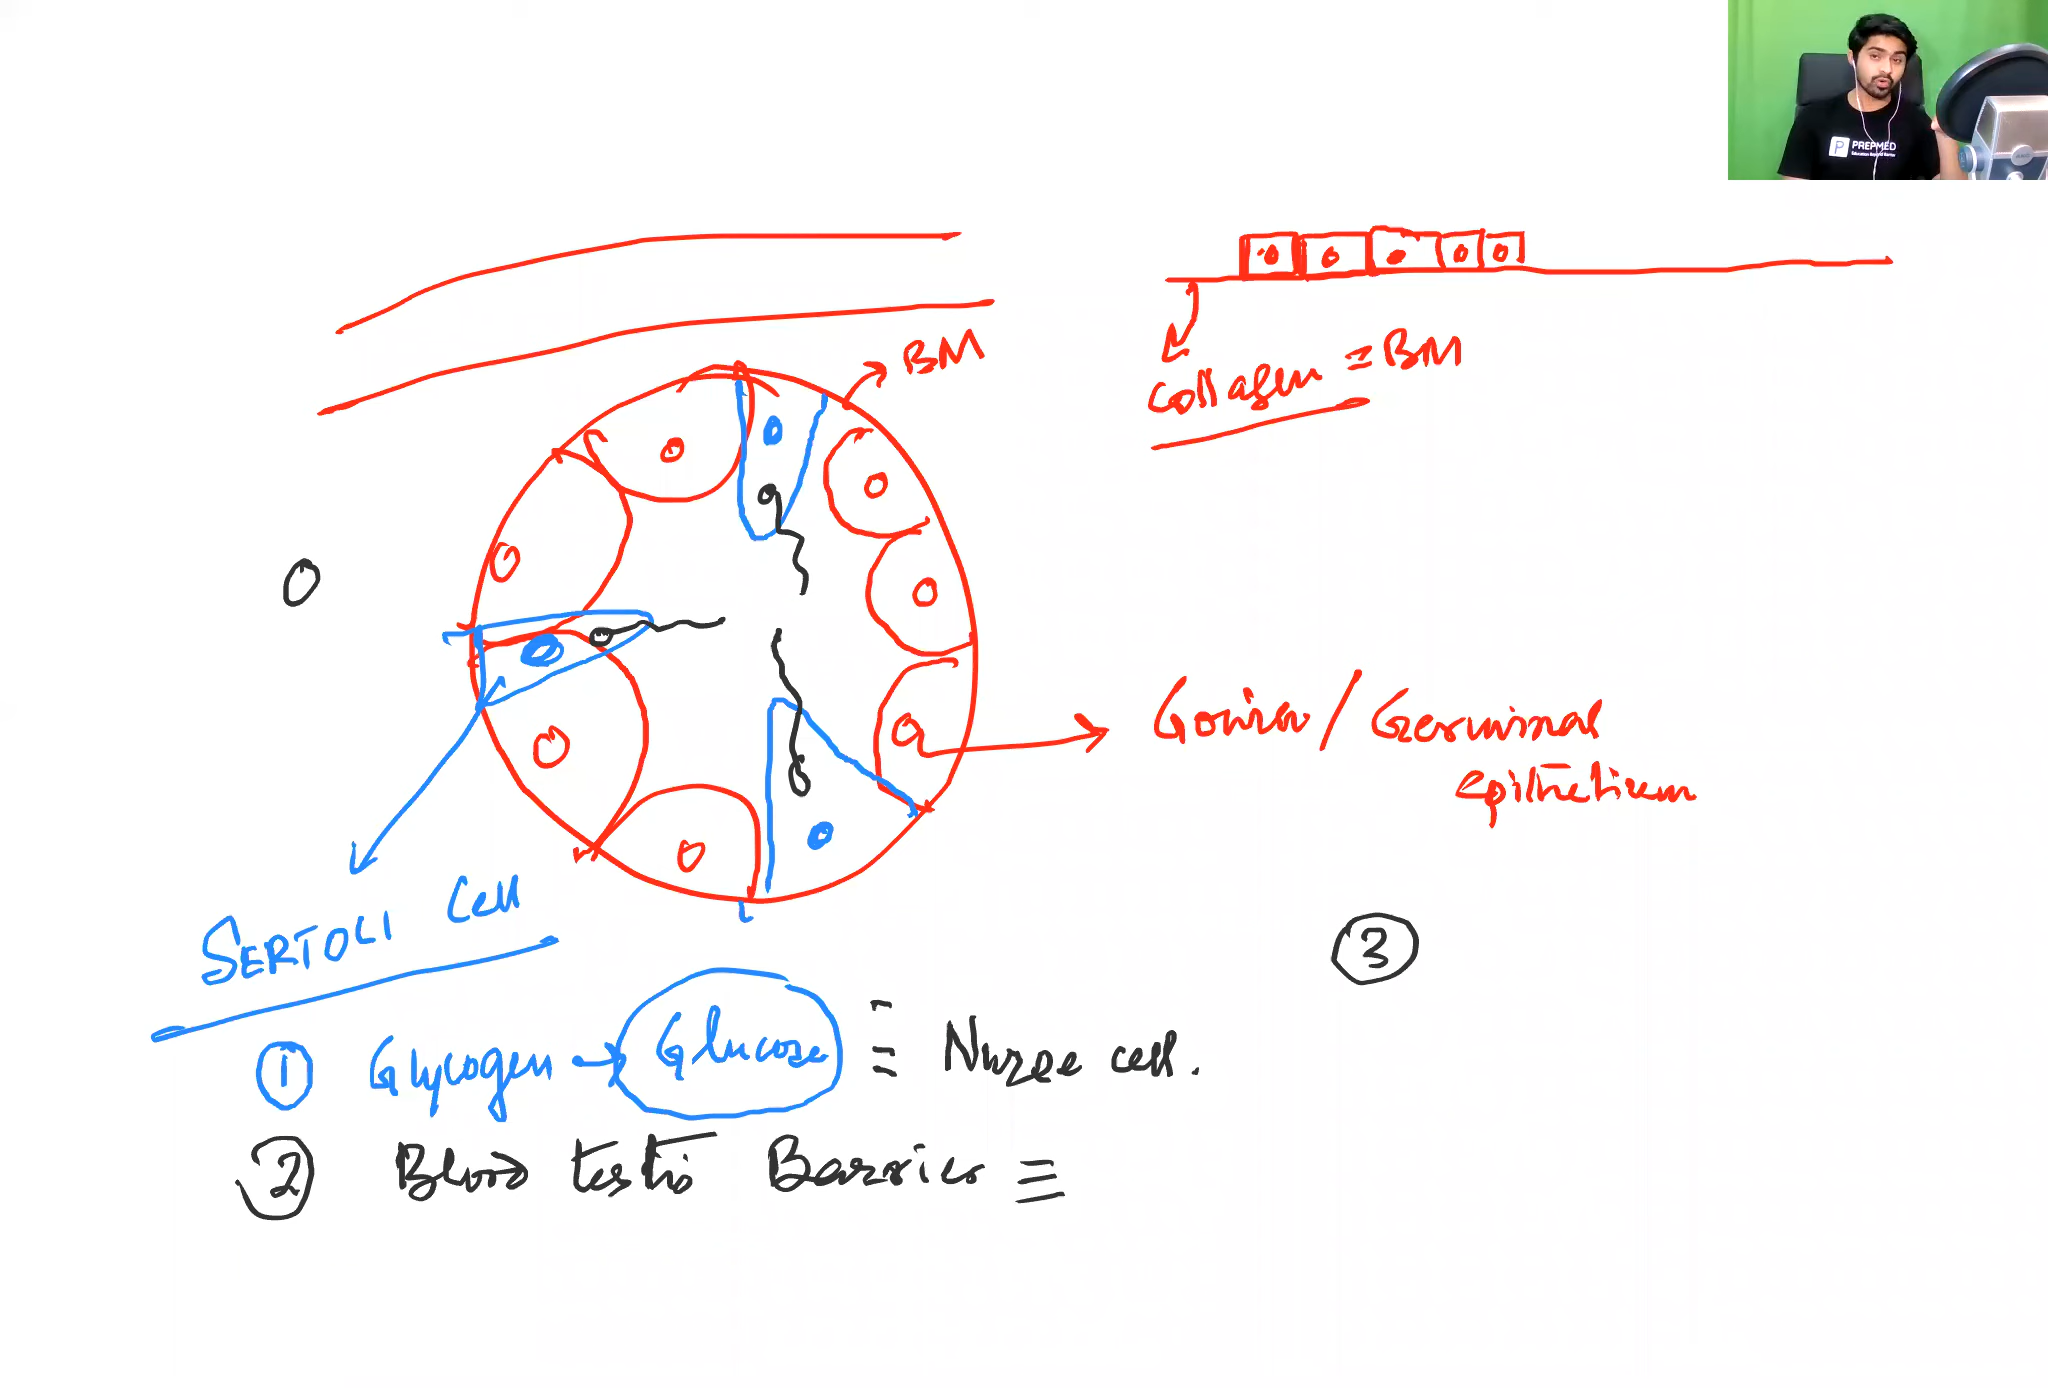 P PREPMED
BM
Collagen = BM
Gonia / Germinal
epithelium
SERTOLI Cell
3
1 Glycogen → Glucose ≡ Nurse cell.
2 Blood testis Barrier ≡